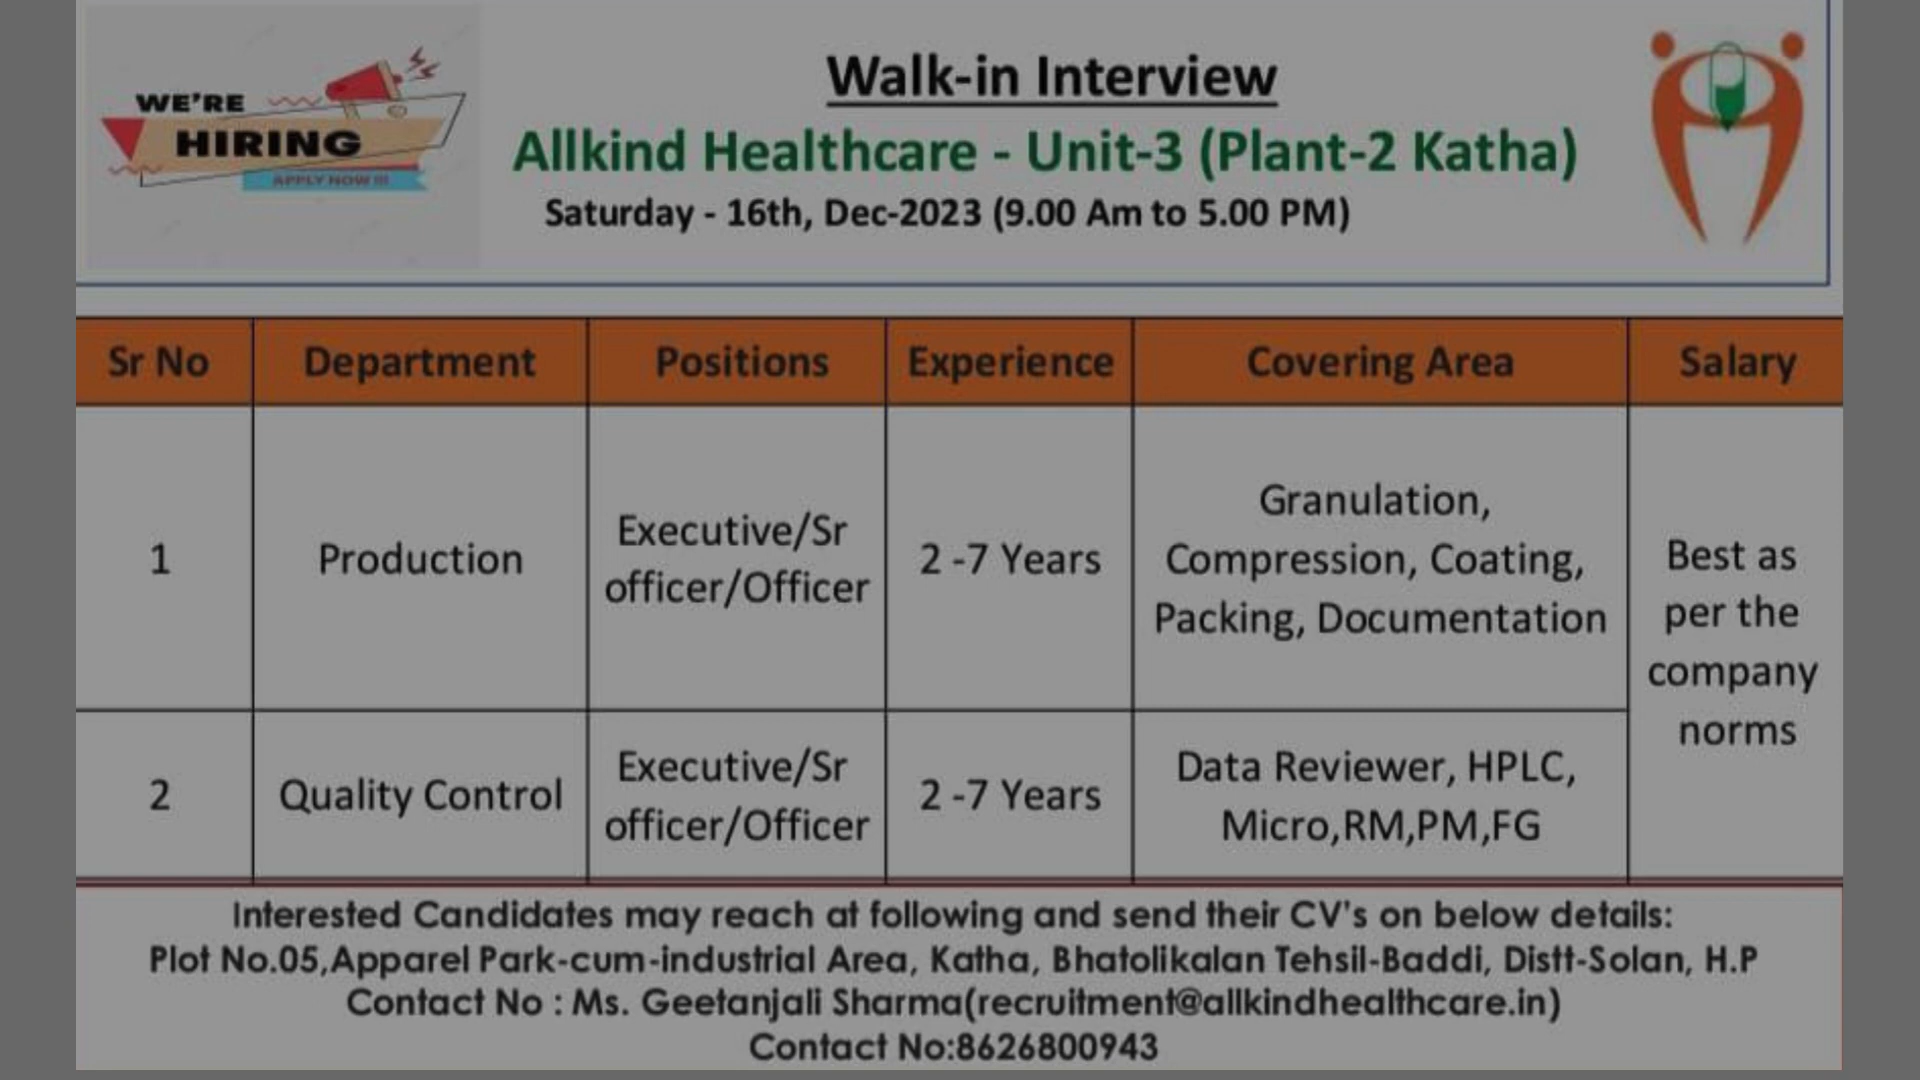 WE'RE
HIRING
APPLY NOW !!!
Walk-in Interview
Allkind Healthcare - Unit-3 (Plant-2 Katha)
Saturday - 16th, Dec-2023 (9.00 Am to 5.00 PM)
Sr No Department Positions Experience Covering Area Salary
1 Production Executive/Sr officer/Officer 2 -7 Years Granulation, Compression, Coating, Packing, Documentation
Best as
per the
company
norms
2 Quality Control Executive/Sr officer/Officer 2 -7 Years Data Reviewer, HPLC, Micro,RM,PM,FG
Interested Candidates may reach at following and send their CV's on below details:
Plot No.05,Apparel Park-cum-industrial Area, Katha, Bhatolikalan Tehsil-Baddi, Distt-Solan, H.P
Contact No : Ms. Geetanjali Sharma(recruitment@allkindhealthcare.in)
Contact No:8626800943